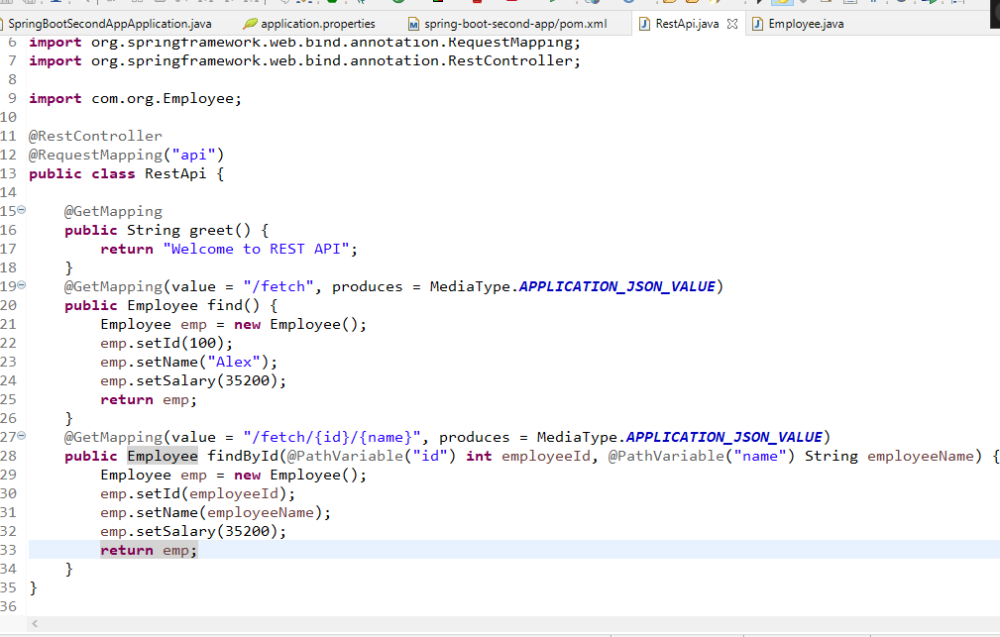 SpringBootSecondAppApplication.java application.properties spring-boot-second-app/pom.xml RestApi.java Employee.java
6 import org.springframework.web.bind.annotation.RequestMapping;
7 import org.springframework.web.bind.annotation.RestController;
8
9 import com.org.Employee;
10
11 @RestController
12 @RequestMapping("api")
13 public class RestApi {
14
15 @GetMapping
16 public String greet() {
17 return "Welcome to REST API";
18 }
19 @GetMapping(value = "/fetch", produces = MediaType.APPLICATION_JSON_VALUE)
20 public Employee find() {
21 Employee emp = new Employee();
22 emp.setId(100);
23 emp.setName("Alex");
24 emp.setSalary(35200);
25 return emp;
26 }
27 @GetMapping(value = "/fetch/{id}/{name}", produces = MediaType.APPLICATION_JSON_VALUE)
28 public Employee findById(@PathVariable("id") int employeeId, @PathVariable("name") String employeeName) {
29 Employee emp = new Employee();
30 emp.setId(employeeId);
31 emp.setName(employeeName);
32 emp.setSalary(35200);
33 return emp;
34 }
35 }
36